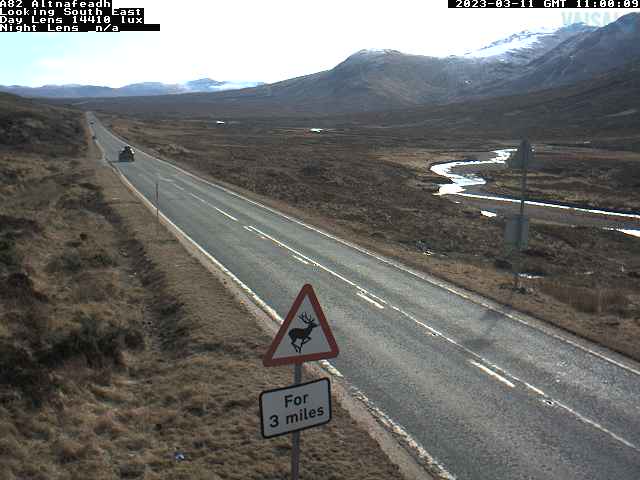 A82 Altnafeadh
Looking South East
Day Lens 14410 lux
Night Lens n/a
2023-03-11 GMT 11:00:09
VAISALA
For
3 miles